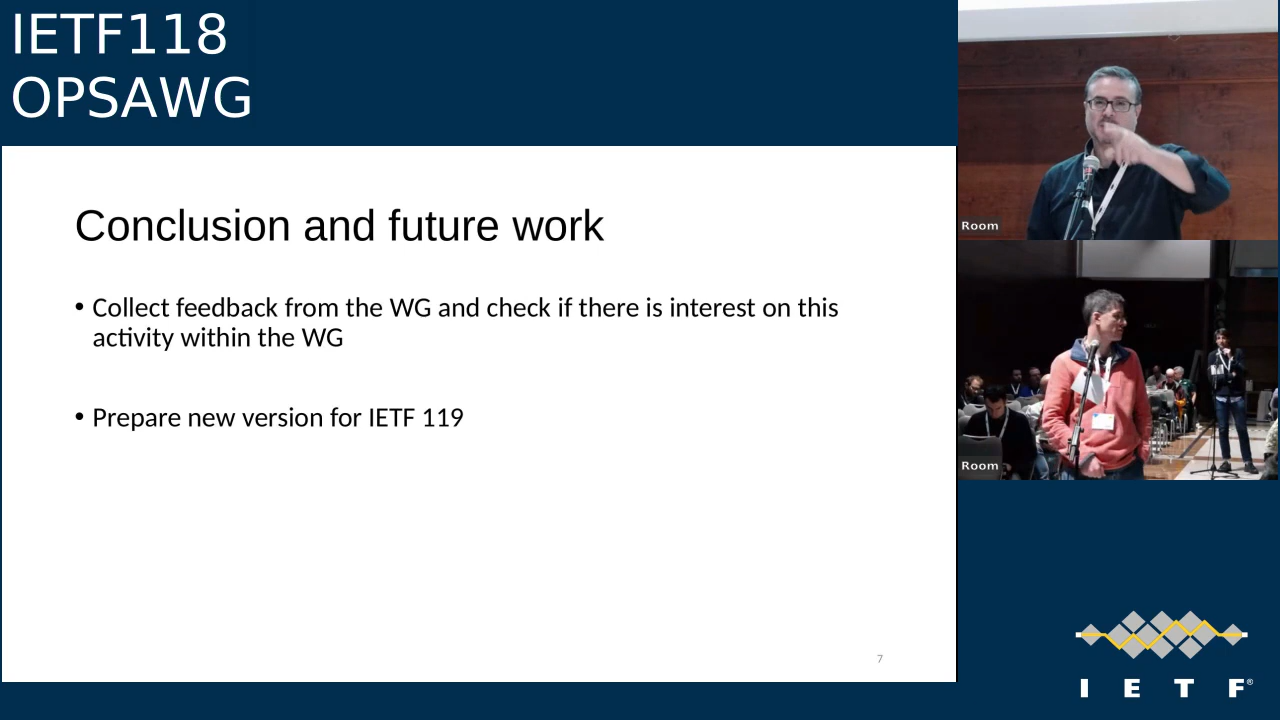 IETF118
OPSAWG
Conclusion and future work
• Collect feedback from the WG and check if there is interest on this
activity within the WG
• Prepare new version for IETF 119
7
Room
Room
I E T F®